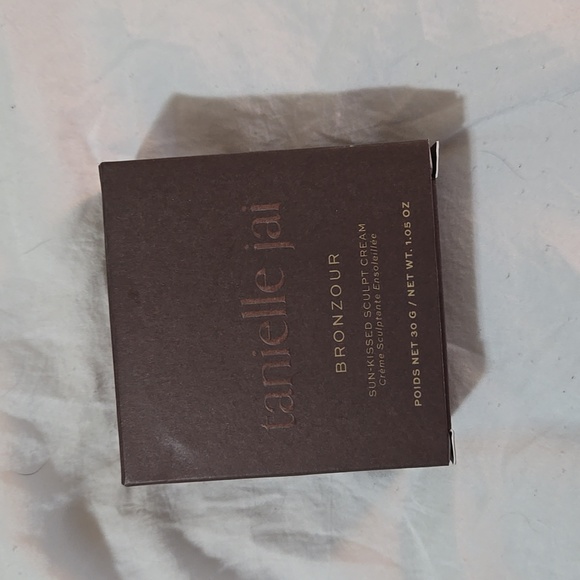 tanielle jai
BRONZOUR
SUN-KISSED SCULPT CREAM
Crème Sculptante Ensoleillée
POIDS NET 30 G / NET WT. 1.05 OZ